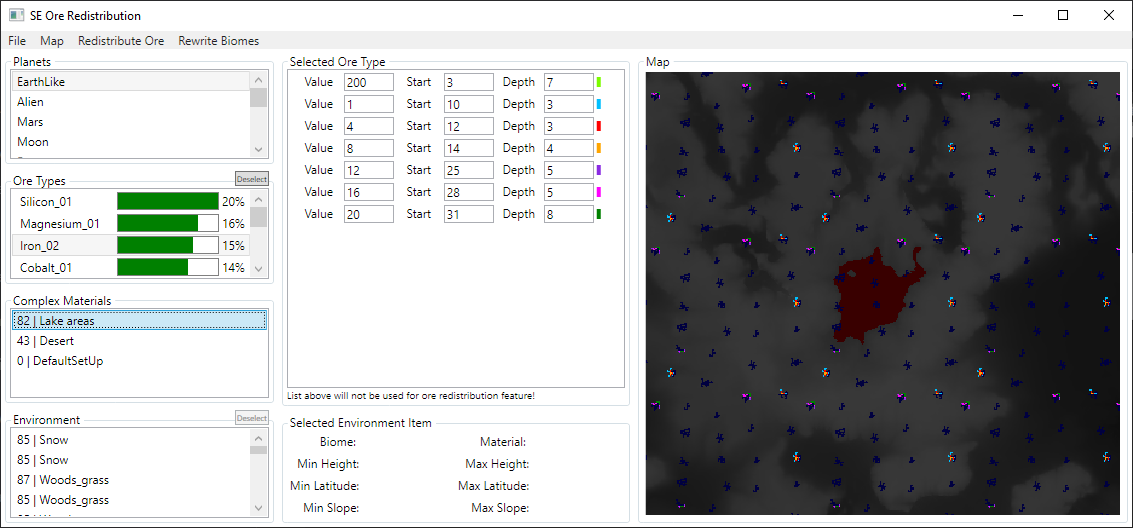 SE Ore Redistribution
File Map Redistribute Ore Rewrite Biomes
Planets
EarthLike
Alien
Mars
Moon
Ore Types
Deselect
Silicon_01 20%
Magnesium_01 16%
Iron_02 15%
Cobalt_01 14%
Complex Materials
82 | Lake areas
43 | Desert
0 | DefaultSetUp
Environment
Deselect
85 | Snow
85 | Snow
87 | Woods_grass
85 | Woods_grass
Selected Ore Type
Value 200 Start 3 Depth 7
Value 1 Start 10 Depth 3
Value 4 Start 12 Depth 3
Value 8 Start 14 Depth 4
Value 12 Start 25 Depth 5
Value 16 Start 28 Depth 5
Value 20 Start 31 Depth 8
List above will not be used for ore redistribution feature!
Selected Environment Item
Biome: Material:
Min Height: Max Height:
Min Latitude: Max Latitude:
Min Slope: Max Slope:
Map